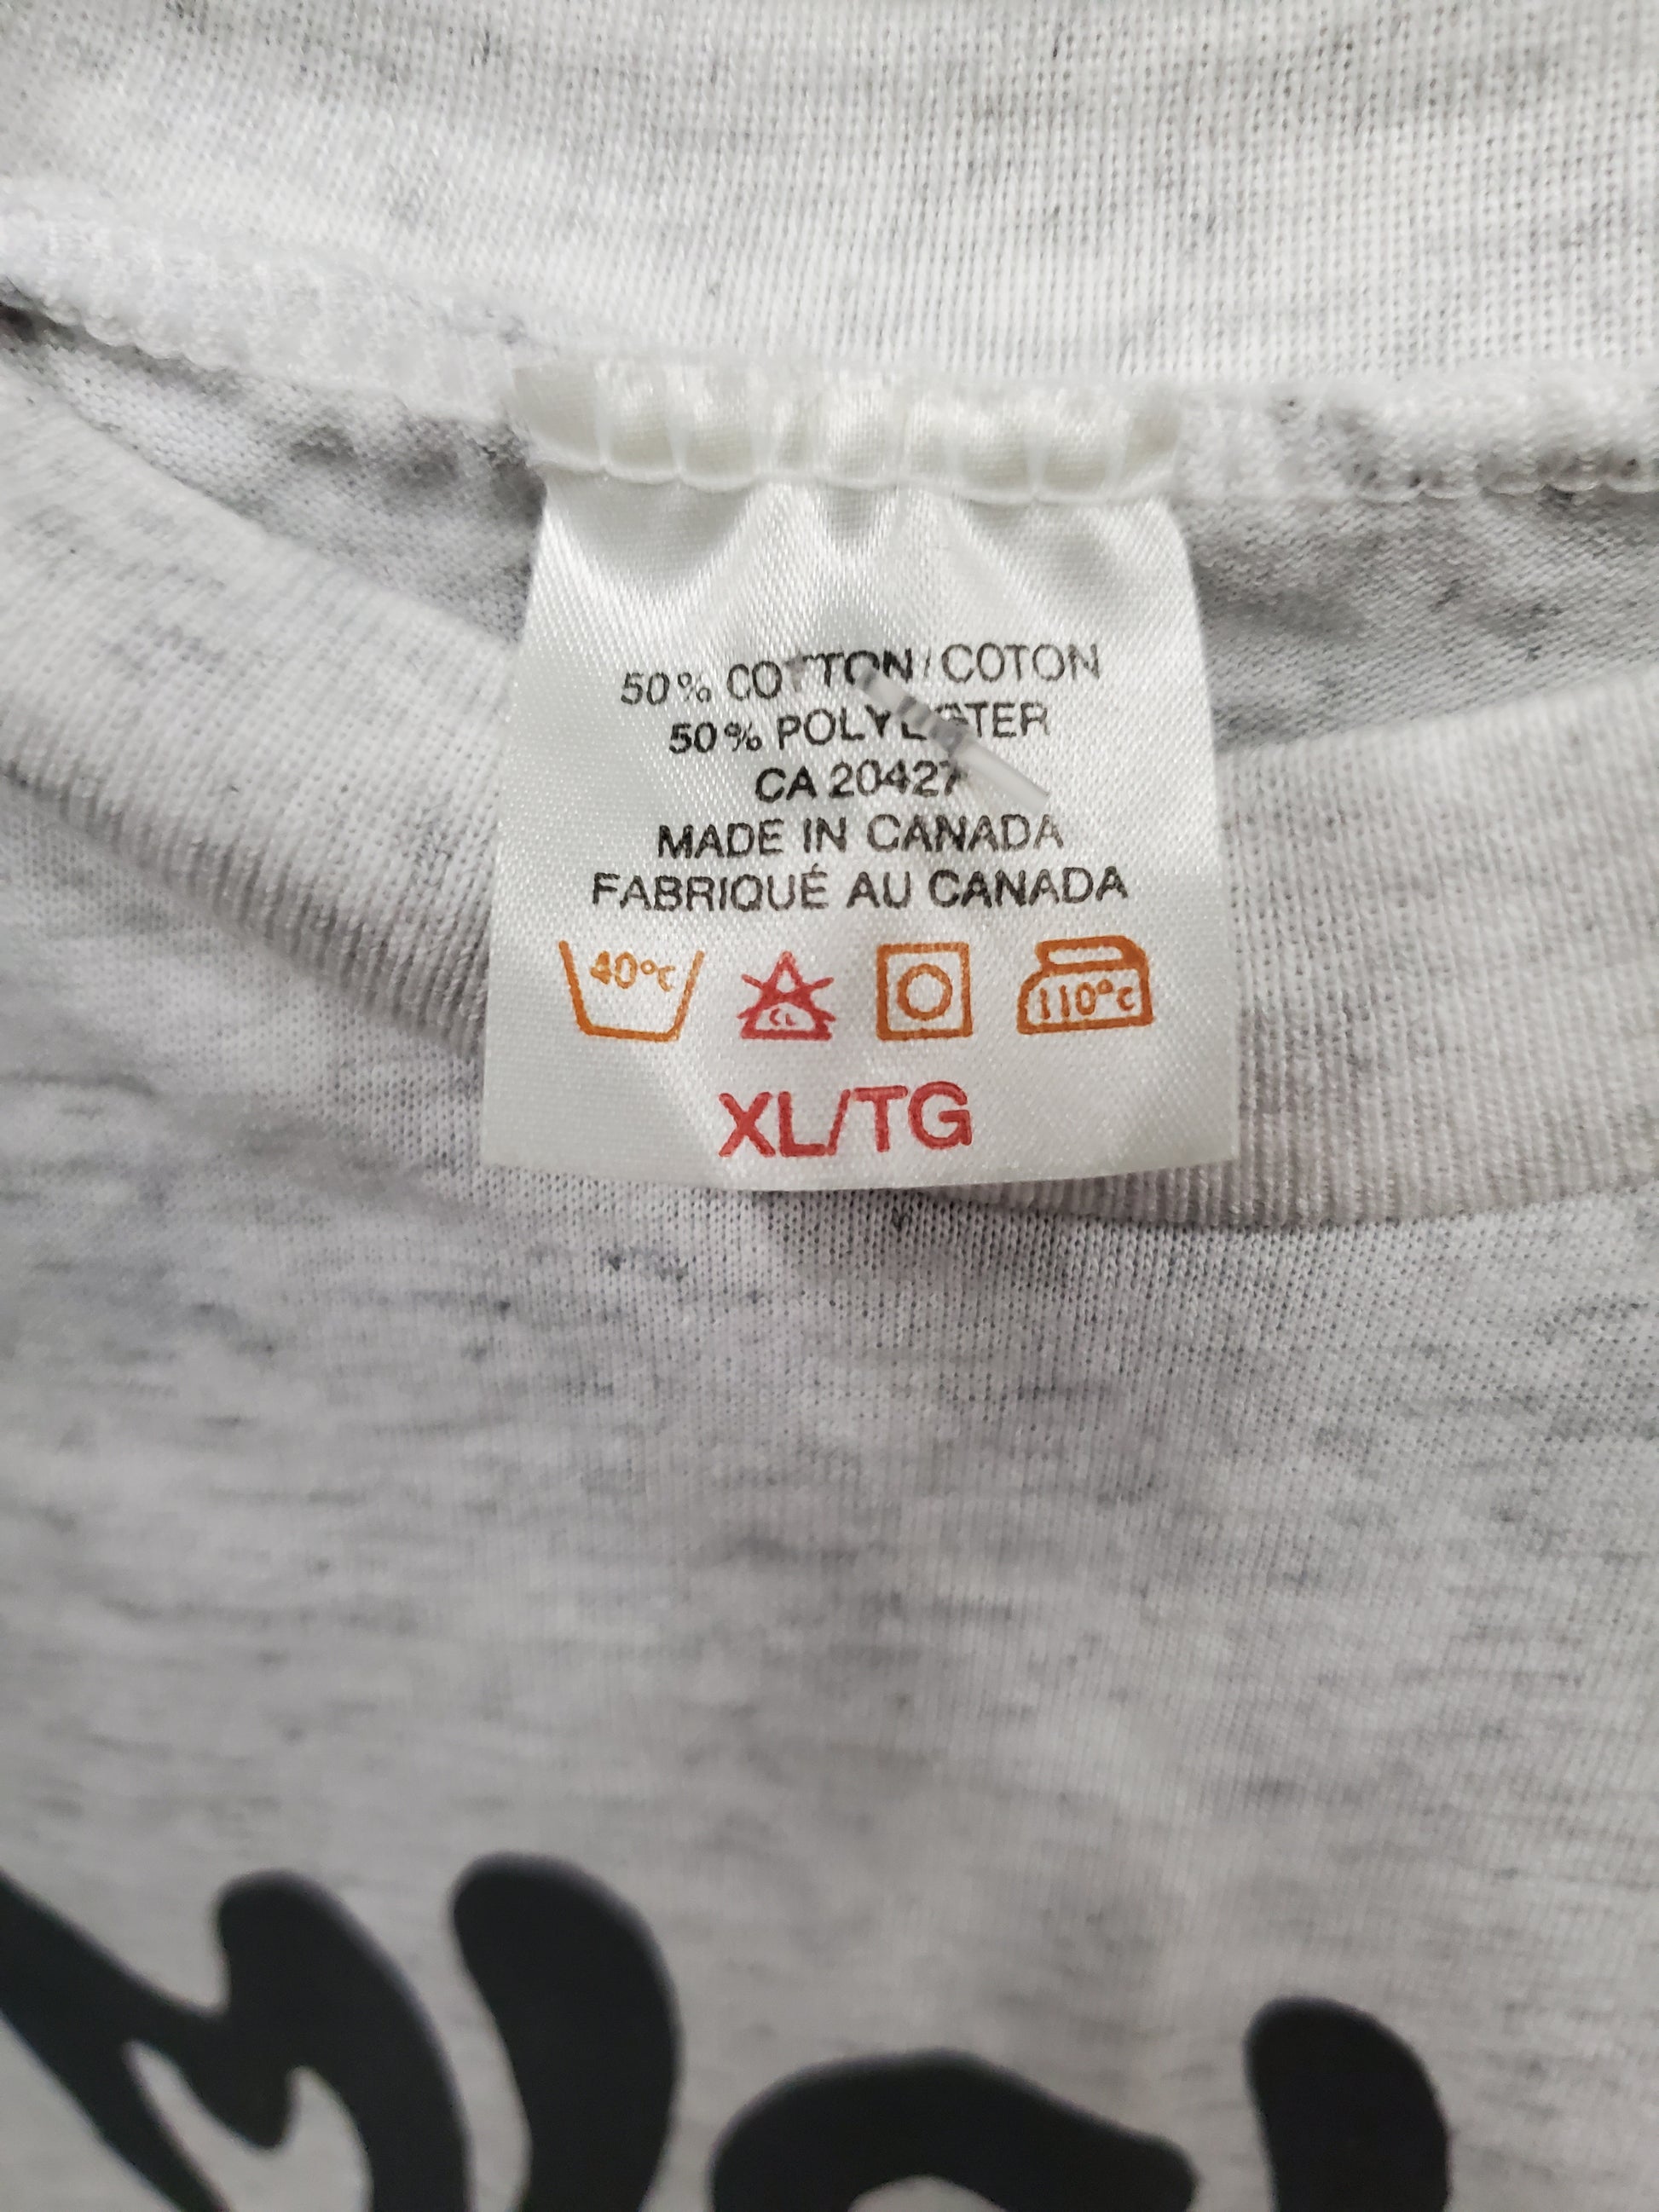 50% COTTON/COTON
50% POLYESTER
CA 20427
MADE IN CANADA
FABRIQUÉ AU CANADA
40°C CL 110°C
XL/TG